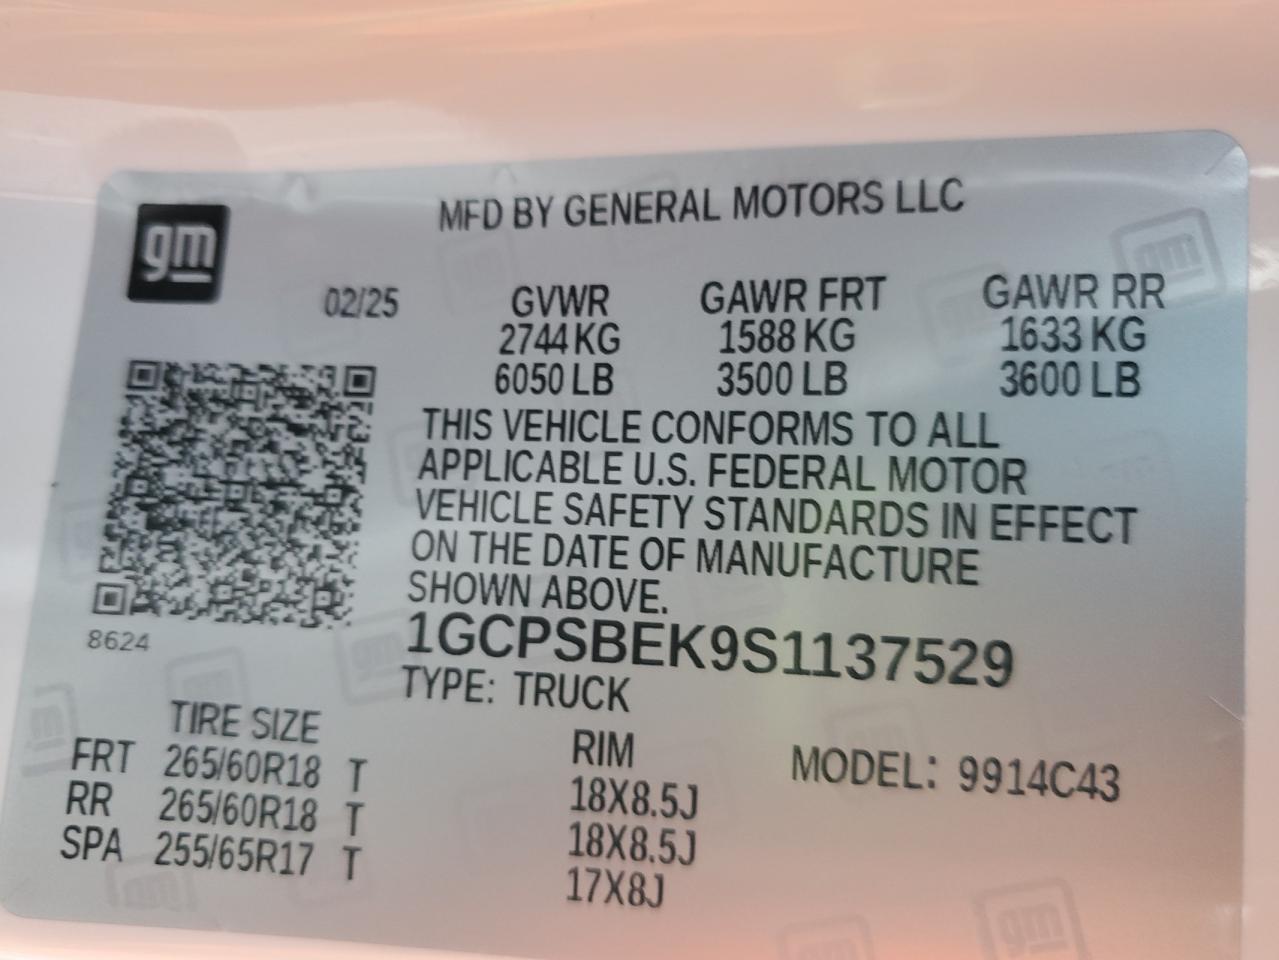 gm
MFD BY GENERAL MOTORS LLC
02/25 GVWR GAWR FRT GAWR RR
2744 KG 1588 KG 1633 KG
6050 LB 3500 LB 3600 LB
THIS VEHICLE CONFORMS TO ALL
APPLICABLE U.S. FEDERAL MOTOR
VEHICLE SAFETY STANDARDS IN EFFECT
ON THE DATE OF MANUFACTURE
SHOWN ABOVE.
8624
1GCPSBEK9S1137529
TYPE: TRUCK
TIRE SIZE RIM MODEL: 9914C43
FRT 265/60R18 T 18X8.5J
RR 265/60R18 T 18X8.5J
SPA 255/65R17 T 17X8J